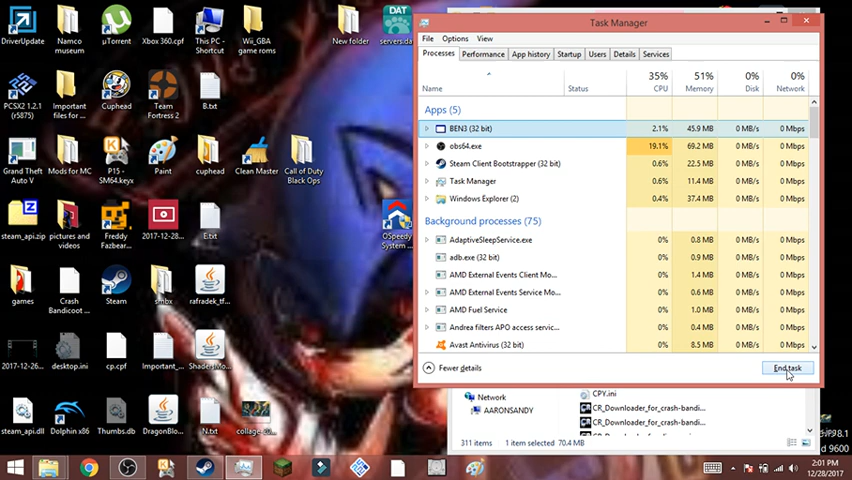 DriverUpdate
Namco
museum
µTorrent
Xbox 360.cpf
This PC -
Shortcut
Wii_GBA
game roms
New folder
DAT
servers.da
PCSX2 1.2.1
(r5875)
Important
files for m...
Cuphead
Team
Fortress 2
B.txt
Grand Theft
Auto V
Mods for MC
P15 -
SM64.keyx
Paint
cuphead
Clean Master
Call of Duty
Black Ops
steam_api.zip
pictures and
videos
Freddy
Fazbear...
2017-12-28...
E.txt
OSpeedy
System ...
games
Crash
Bandicoot ...
Steam
smbx
rafradek_tf...
2017-12-26...
desktop.ini
cp.cpf
Important_...
ShadersMo...
steam_api.dll
Dolphin x86
Thumbs.db
DragonBlo...
N.txt
Task Manager
File Options View
Processes Performance App history Startup Users Details Services
35% 51% 0% 0%
Name Status CPU Memory Disk Network
Apps (5)
BEN3 (32 bit) 2.1% 45.9 MB 0 MB/s 0 Mbps
obs64.exe 19.1% 69.2 MB 0 MB/s 0 Mbps
Steam Client Bootstrapper (32 bit) 0.6% 22.5 MB 0 MB/s 0 Mbps
Task Manager 0.6% 11.4 MB 0 MB/s 0 Mbps
Windows Explorer (2) 0.4% 37.4 MB 0 MB/s 0 Mbps
Background processes (75)
AdaptiveSleepService.exe 0% 0.8 MB 0 MB/s 0 Mbps
adb.exe (32 bit) 0% 0.9 MB 0 MB/s 0 Mbps
AMD External Events Client Mo... 0% 1.4 MB 0 MB/s 0 Mbps
AMD External Events Service Mo... 0% 0.6 MB 0 MB/s 0 Mbps
AMD Fuel Service 0% 1.0 MB 0 MB/s 0 Mbps
Andrea filters APO access servic... 0% 0.4 MB 0 MB/s 0 Mbps
Avast Antivirus (32 bit) 0% 8.5 MB 0 MB/s 0 Mbps
Fewer details
End task
Network
AARONSANDY
CPY.ini
CR_Downloader_for_crash-bandi...
CR_Downloader_for_crash-bandi...
311 items 1 item selected 70.4 MB
9600
2:01 PM
12/28/2017